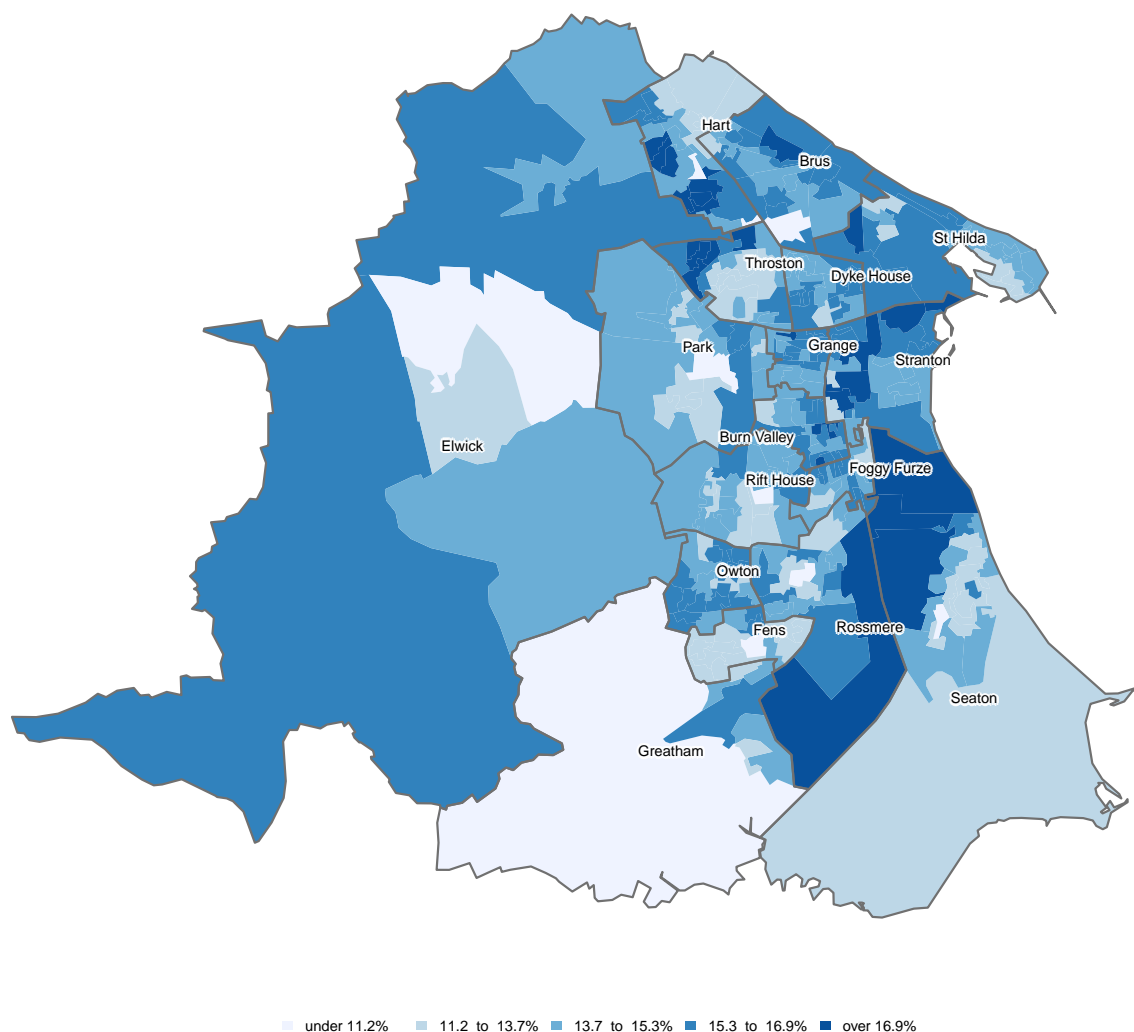 Hart
Brus
St Hilda
Throston
Dyke House
Park
Grange
Stranton
Elwick
Burn Valley
Foggy Furze
Rift House
Owton
Fens
Rossmere
Seaton
Greatham
under 11.2% 11.2 to 13.7% 13.7 to 15.3% 15.3 to 16.9% over 16.9%